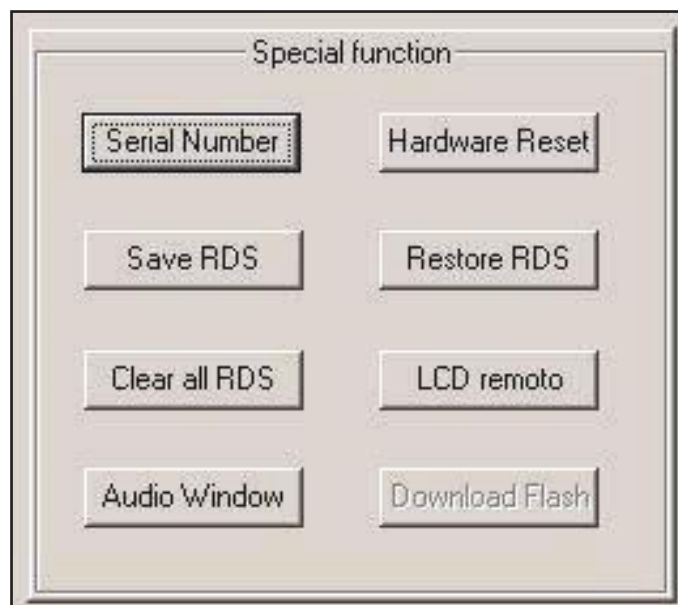 Special function
Serial Number
Hardware Reset
Save RDS
Restore RDS
Clear all RDS
LCD remoto
Audio Window
Download Flash